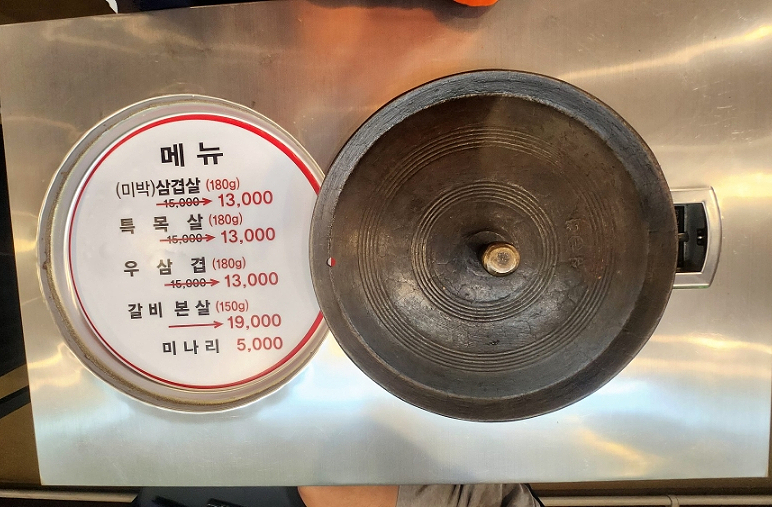 메뉴
(미박)삼겹살 (180g)
15,000 → 13,000
특 목 살 (180g)
15,000 → 13,000
우 삼 겹 (180g)
15,000 → 13,000
갈비 본살 (150g)
→ 19,000
미나리 5,000